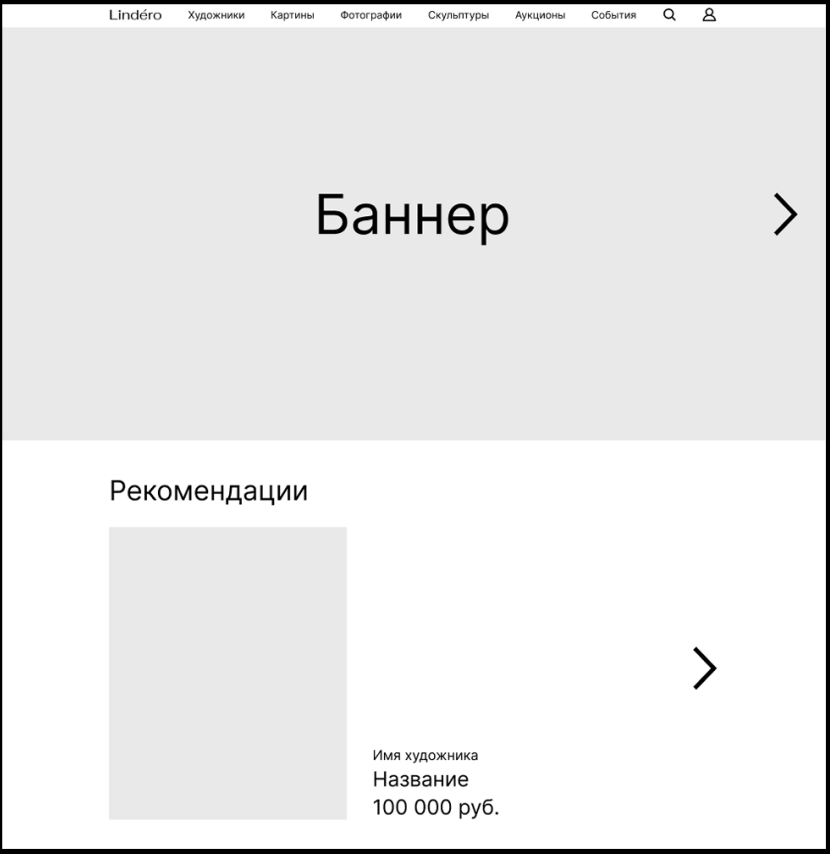 Lindéro Художники Картины Фотографии Скульптуры Аукционы События
Баннер
Рекомендации
Имя художника
Название
100 000 руб.